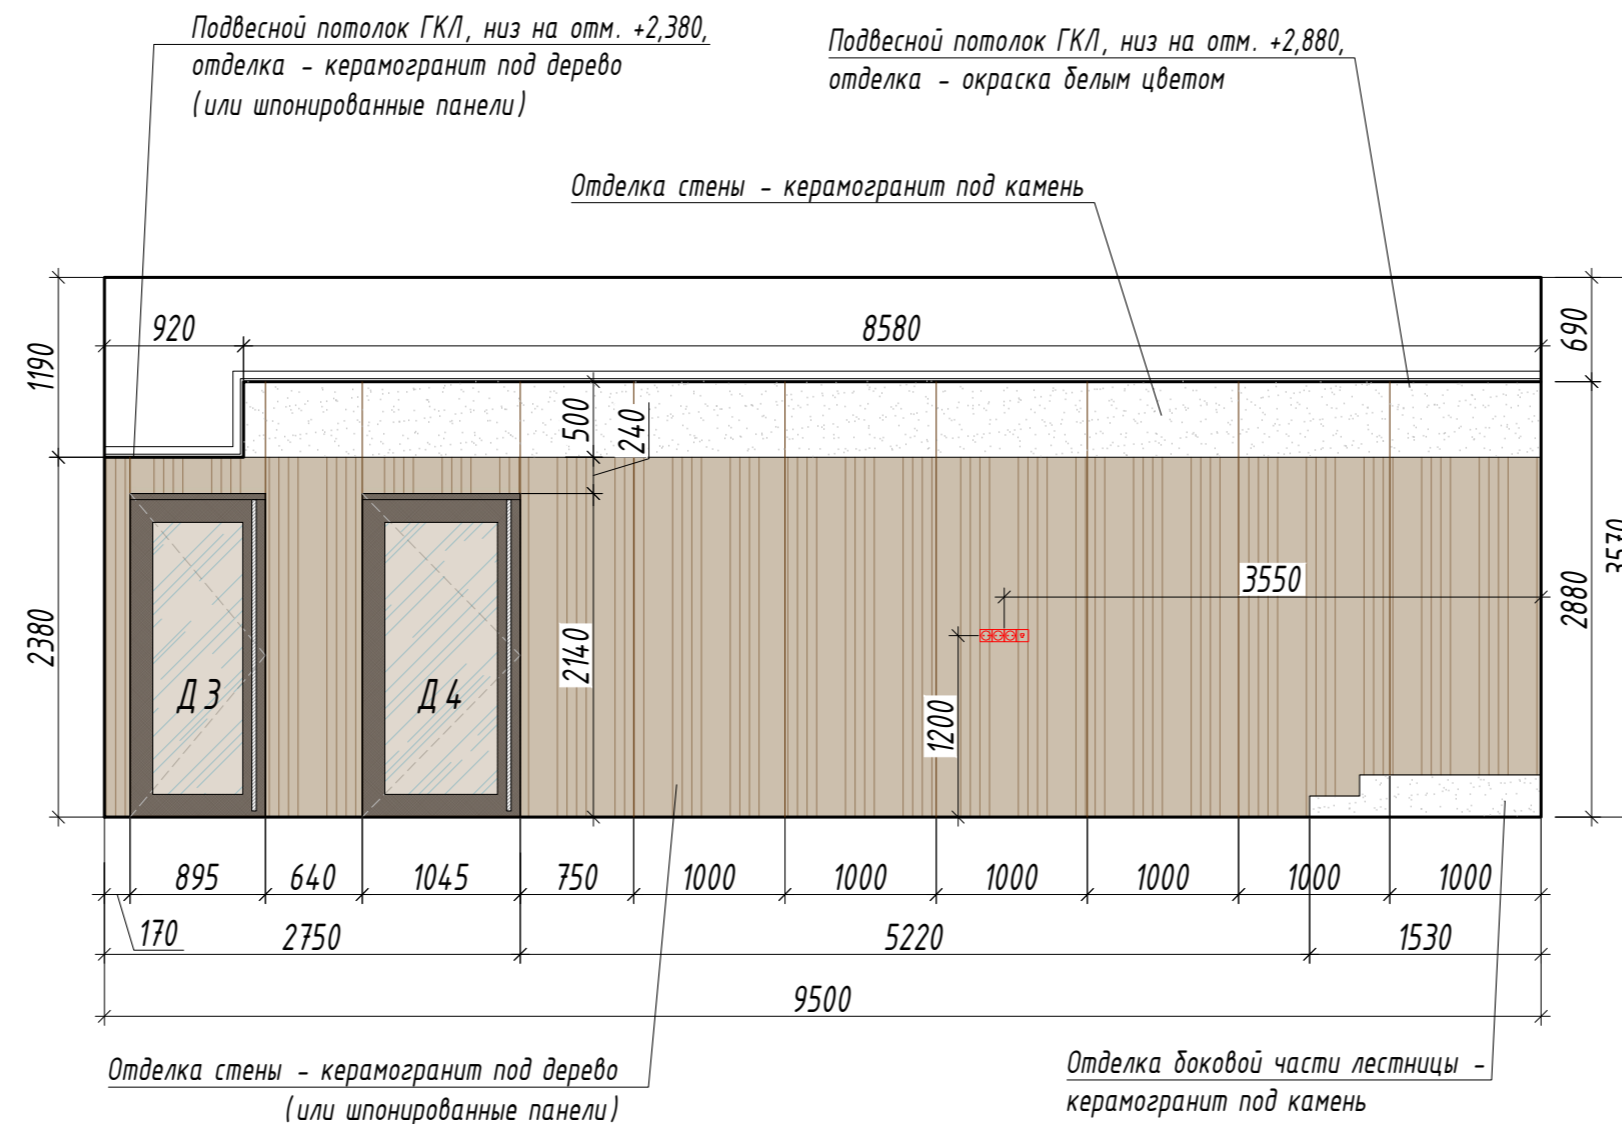 Подвесной потолок ГКЛ, низ на отм. +2,380,
отделка - керамогранит под дерево
(или шпонированные панели)
Подвесной потолок ГКЛ, низ на отм. +2,880,
отделка - окраска белым цветом
Отделка стены - керамогранит под камень
920
8580
690
1190
500
240
3570
2880
3550
2380
2140
1200
Д 3
Д 4
895
640
1045
750
1000
1000
1000
1000
1000
1000
170
2750
5220
1530
9500
Отделка стены - керамогранит под дерево
(или шпонированные панели)
Отделка боковой части лестницы -
керамогранит под камень